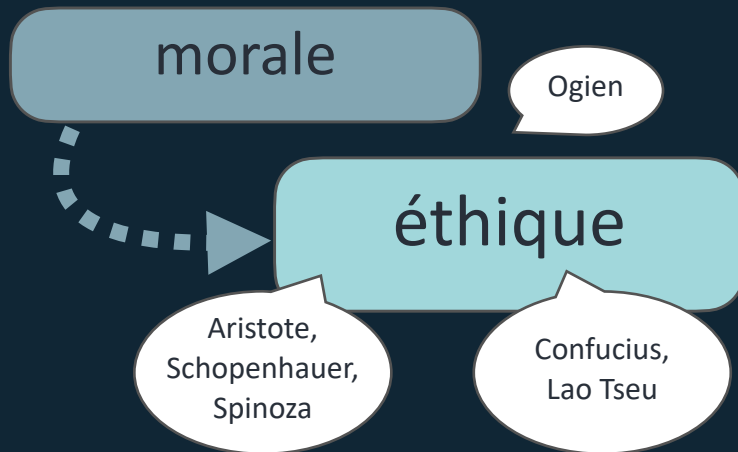 morale
Ogien
éthique
Aristote,
Schopenhauer,
Spinoza
Confucius,
Lao Tseu